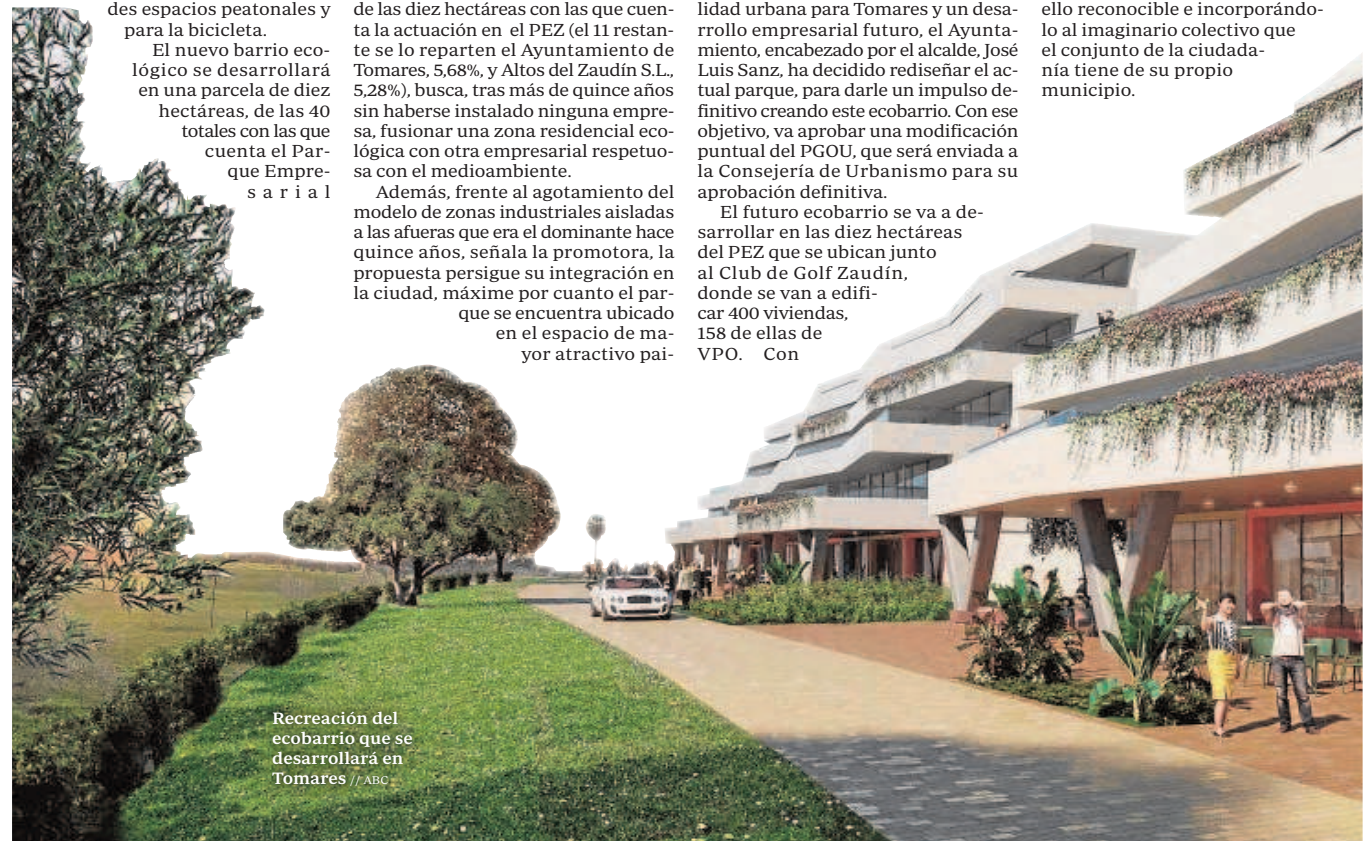 des espacios peatonales y
para la bicicleta.
El nuevo barrio eco-
lógico se desarrollará
en una parcela de diez
hectáreas, de las 40
totales con las que
cuenta el Par-
que Empre-
sarial
de las diez hectáreas con las que cuen-
ta la actuación en el PEZ (el 11 restan-
te se lo reparten el Ayuntamiento de
Tomares, 5,68%, y Altos del Zaudín S.L.,
5,28%), busca, tras más de quince años
sin haberse instalado ninguna empre-
sa, fusionar una zona residencial eco-
lógica con otra empresarial respetuo-
sa con el medioambiente.
Además, frente al agotamiento del
modelo de zonas industriales aisladas
a las afueras que era el dominante hace
quince años, señala la promotora, la
propuesta persigue su integración en
la ciudad, máxime por cuanto el par-
que se encuentra ubicado
en el espacio de ma-
yor atractivo pai-
lidad urbana para Tomares y un desa-
rrollo empresarial futuro, el Ayunta-
miento, encabezado por el alcalde, José
Luis Sanz, ha decidido rediseñar el ac-
tual parque, para darle un impulso de-
finitivo creando este ecobarrio. Con ese
objetivo, va aprobar una modificación
puntual del PGOU, que será enviada a
la Consejería de Urbanismo para su
aprobación definitiva.
El futuro ecobarrio se va a de-
sarrollar en las diez hectáreas
del PEZ que se ubican junto
al Club de Golf Zaudín,
donde se van a edifi-
car 400 viviendas,
158 de ellas de
VPO. Con
ello reconocible e incorporándo-
lo al imaginario colectivo que
el conjunto de la ciudada-
nía tiene de su propio
municipio.
Recreación del
ecobarrio que se
desarrollará en
Tomares // ABC